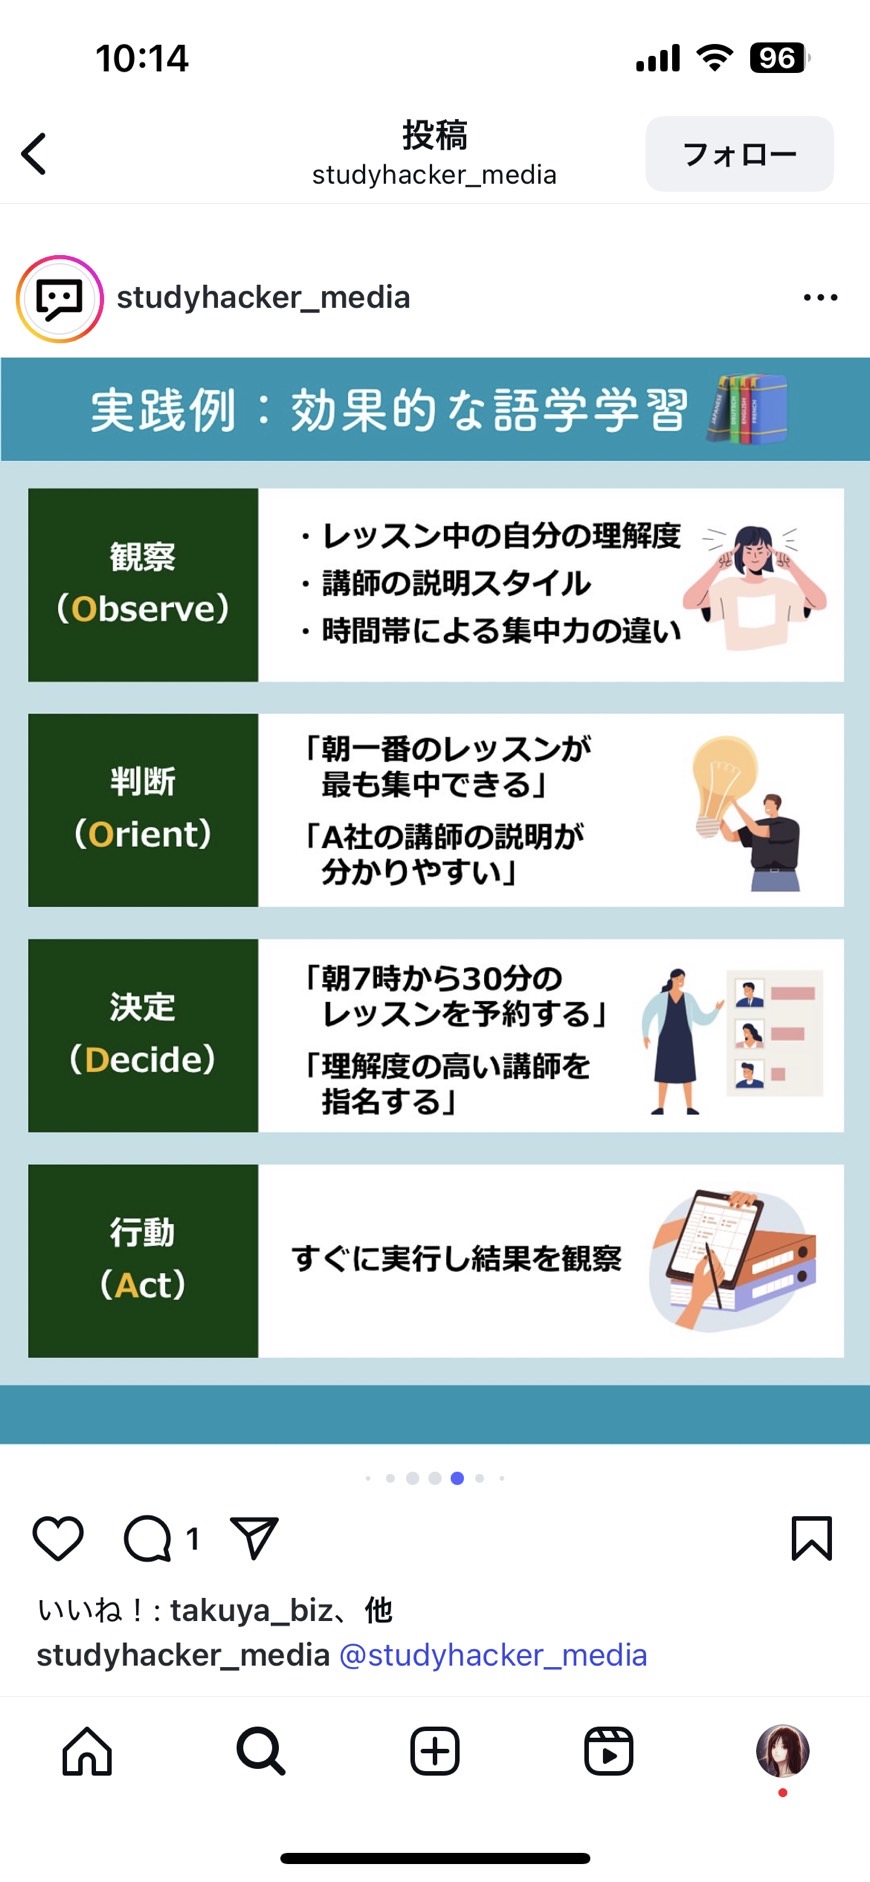 10:14
96
投稿
studyhacker_media
フォロー
studyhacker_media
実践例：効果的な語学学習
JAPANESE
DEUTSCH
ENGLISH
FRENCH
観察
（Observe）
・レッスン中の自分の理解度
・講師の説明スタイル
・時間帯による集中力の違い
判断
（Orient）
「朝一番のレッスンが
最も集中できる」
「A社の講師の説明が
分かりやすい」
決定
（Decide）
「朝7時から30分の
レッスンを予約する」
「理解度の高い講師を
指名する」
行動
（Act）
すぐに実行し結果を観察
1
いいね！: takuya_biz、他
studyhacker_media @studyhacker_media